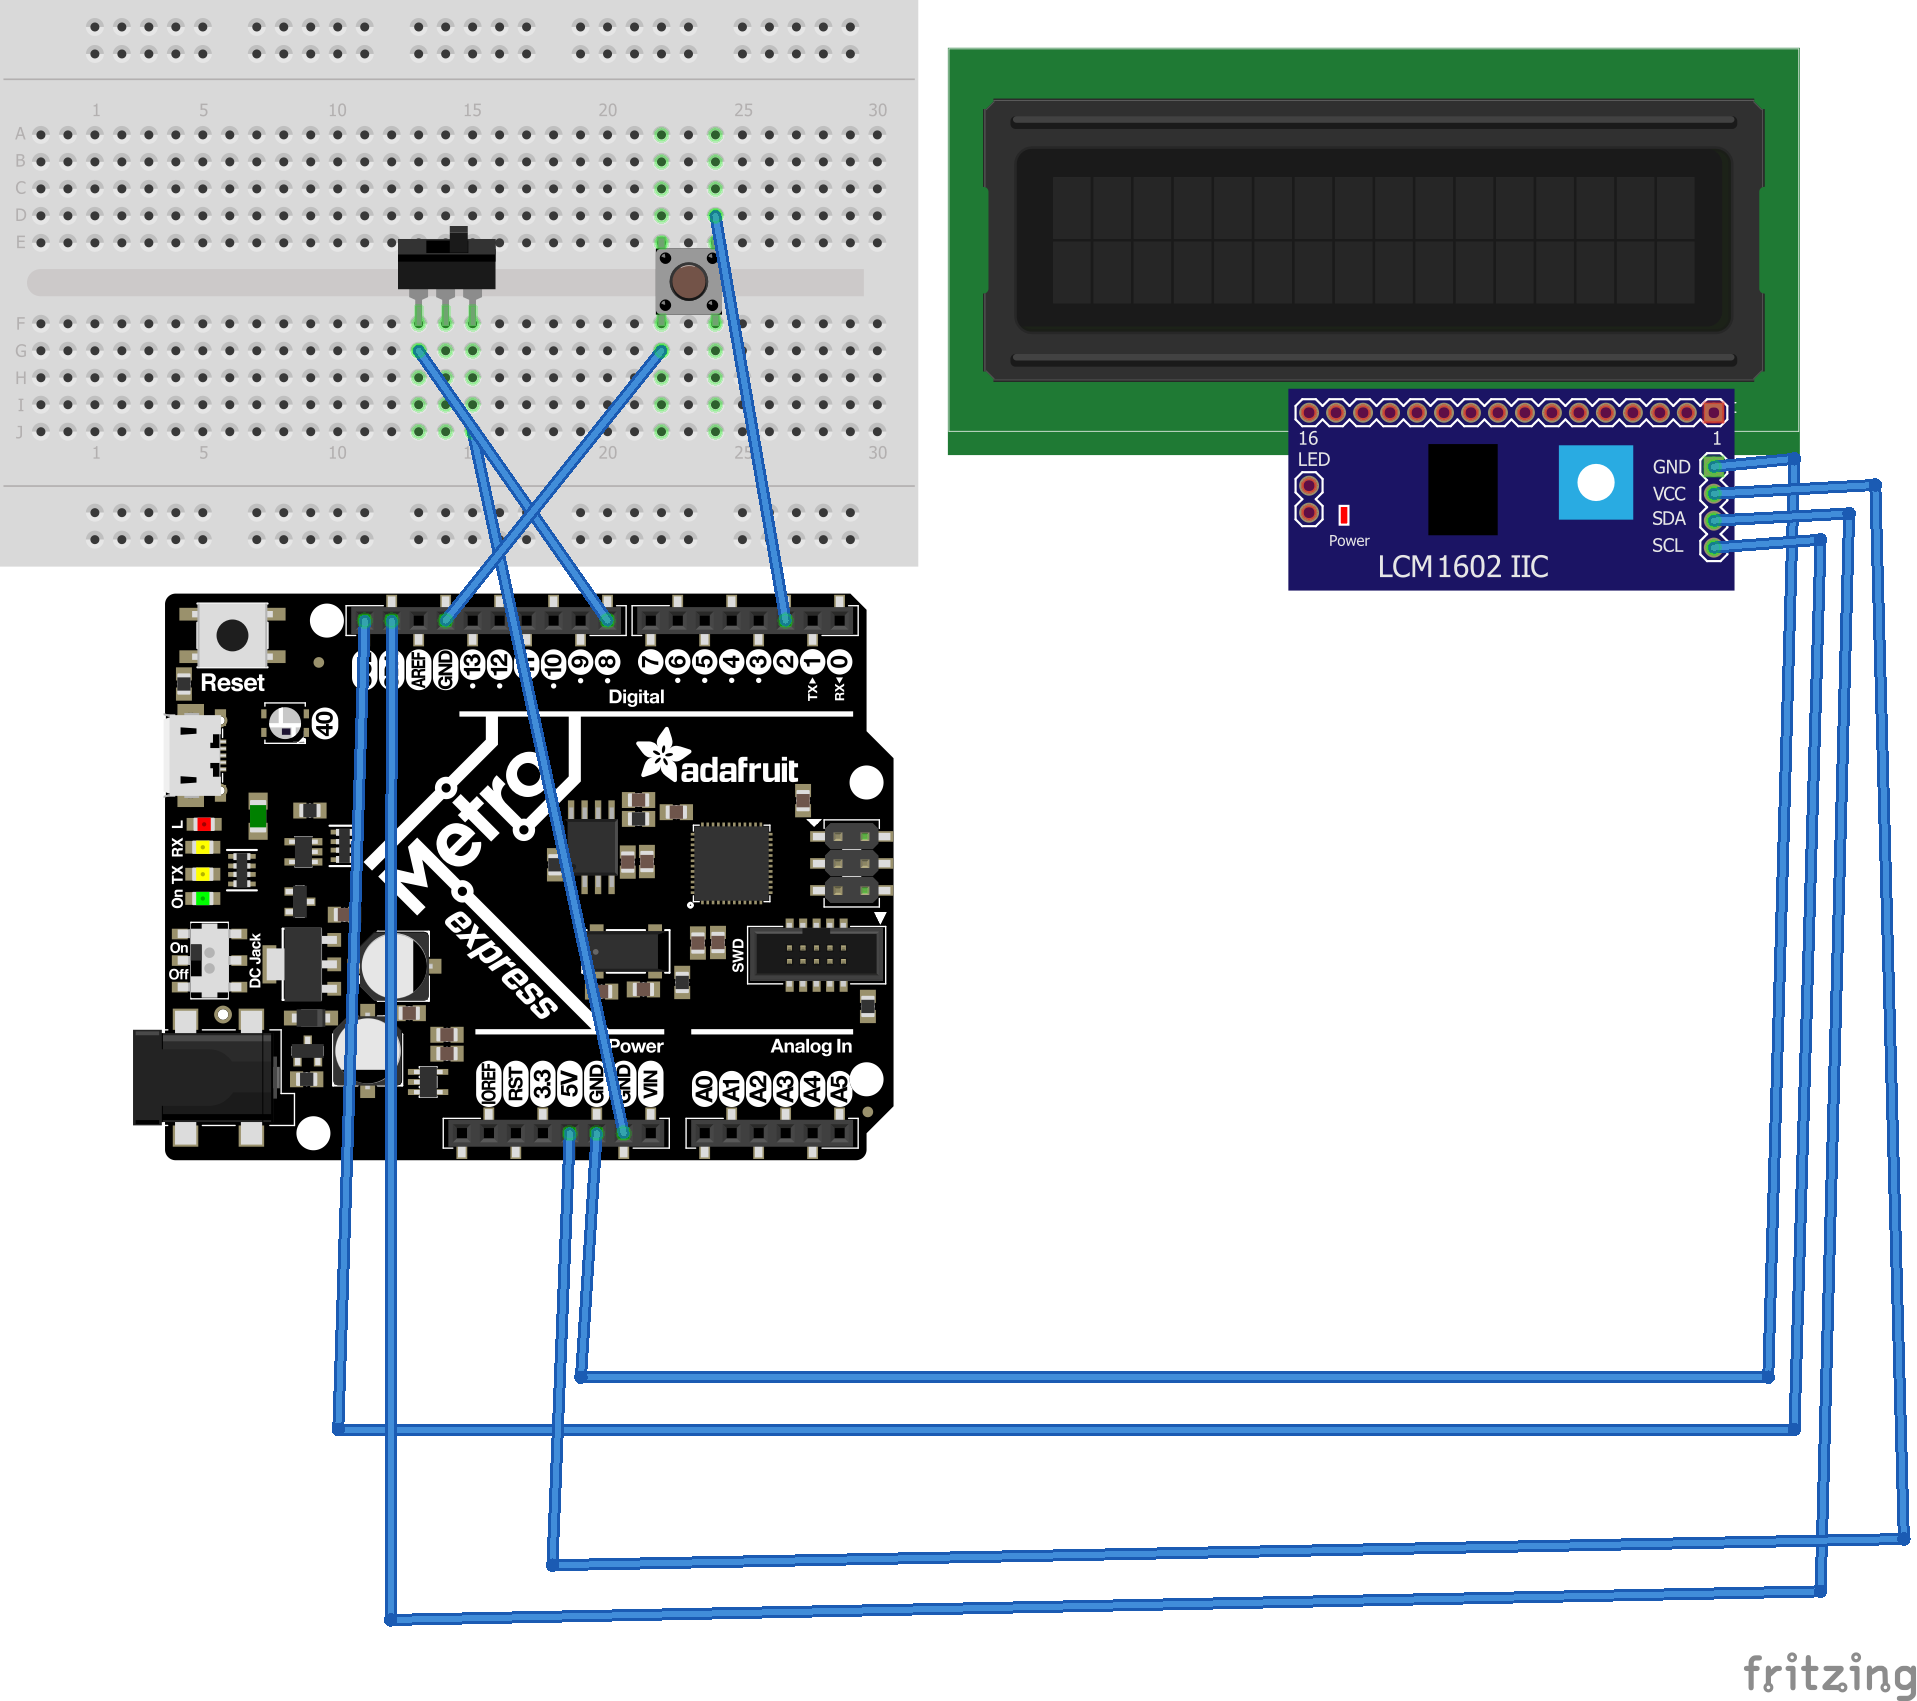 1 5 10 15 20 25 30
A
B
C
D
E
F
G
H
I
J
1 5 10 20 25 30
16
1
LED
GND
VCC
SDA
SCL
Power
LCM1602 IIC
Reset
AREF GND 13 12 10 9 8 7 6 5 4 3 2 1 0
TX RX
Digital
40
adafruit
Metro
express
L
RX
TX
On
On
Off
DC Jack
SWD
Power
Analog In
IOREF RST 3.3 5V GND GND VIN A0 A1 A2 A3 A4 A5
fritzing